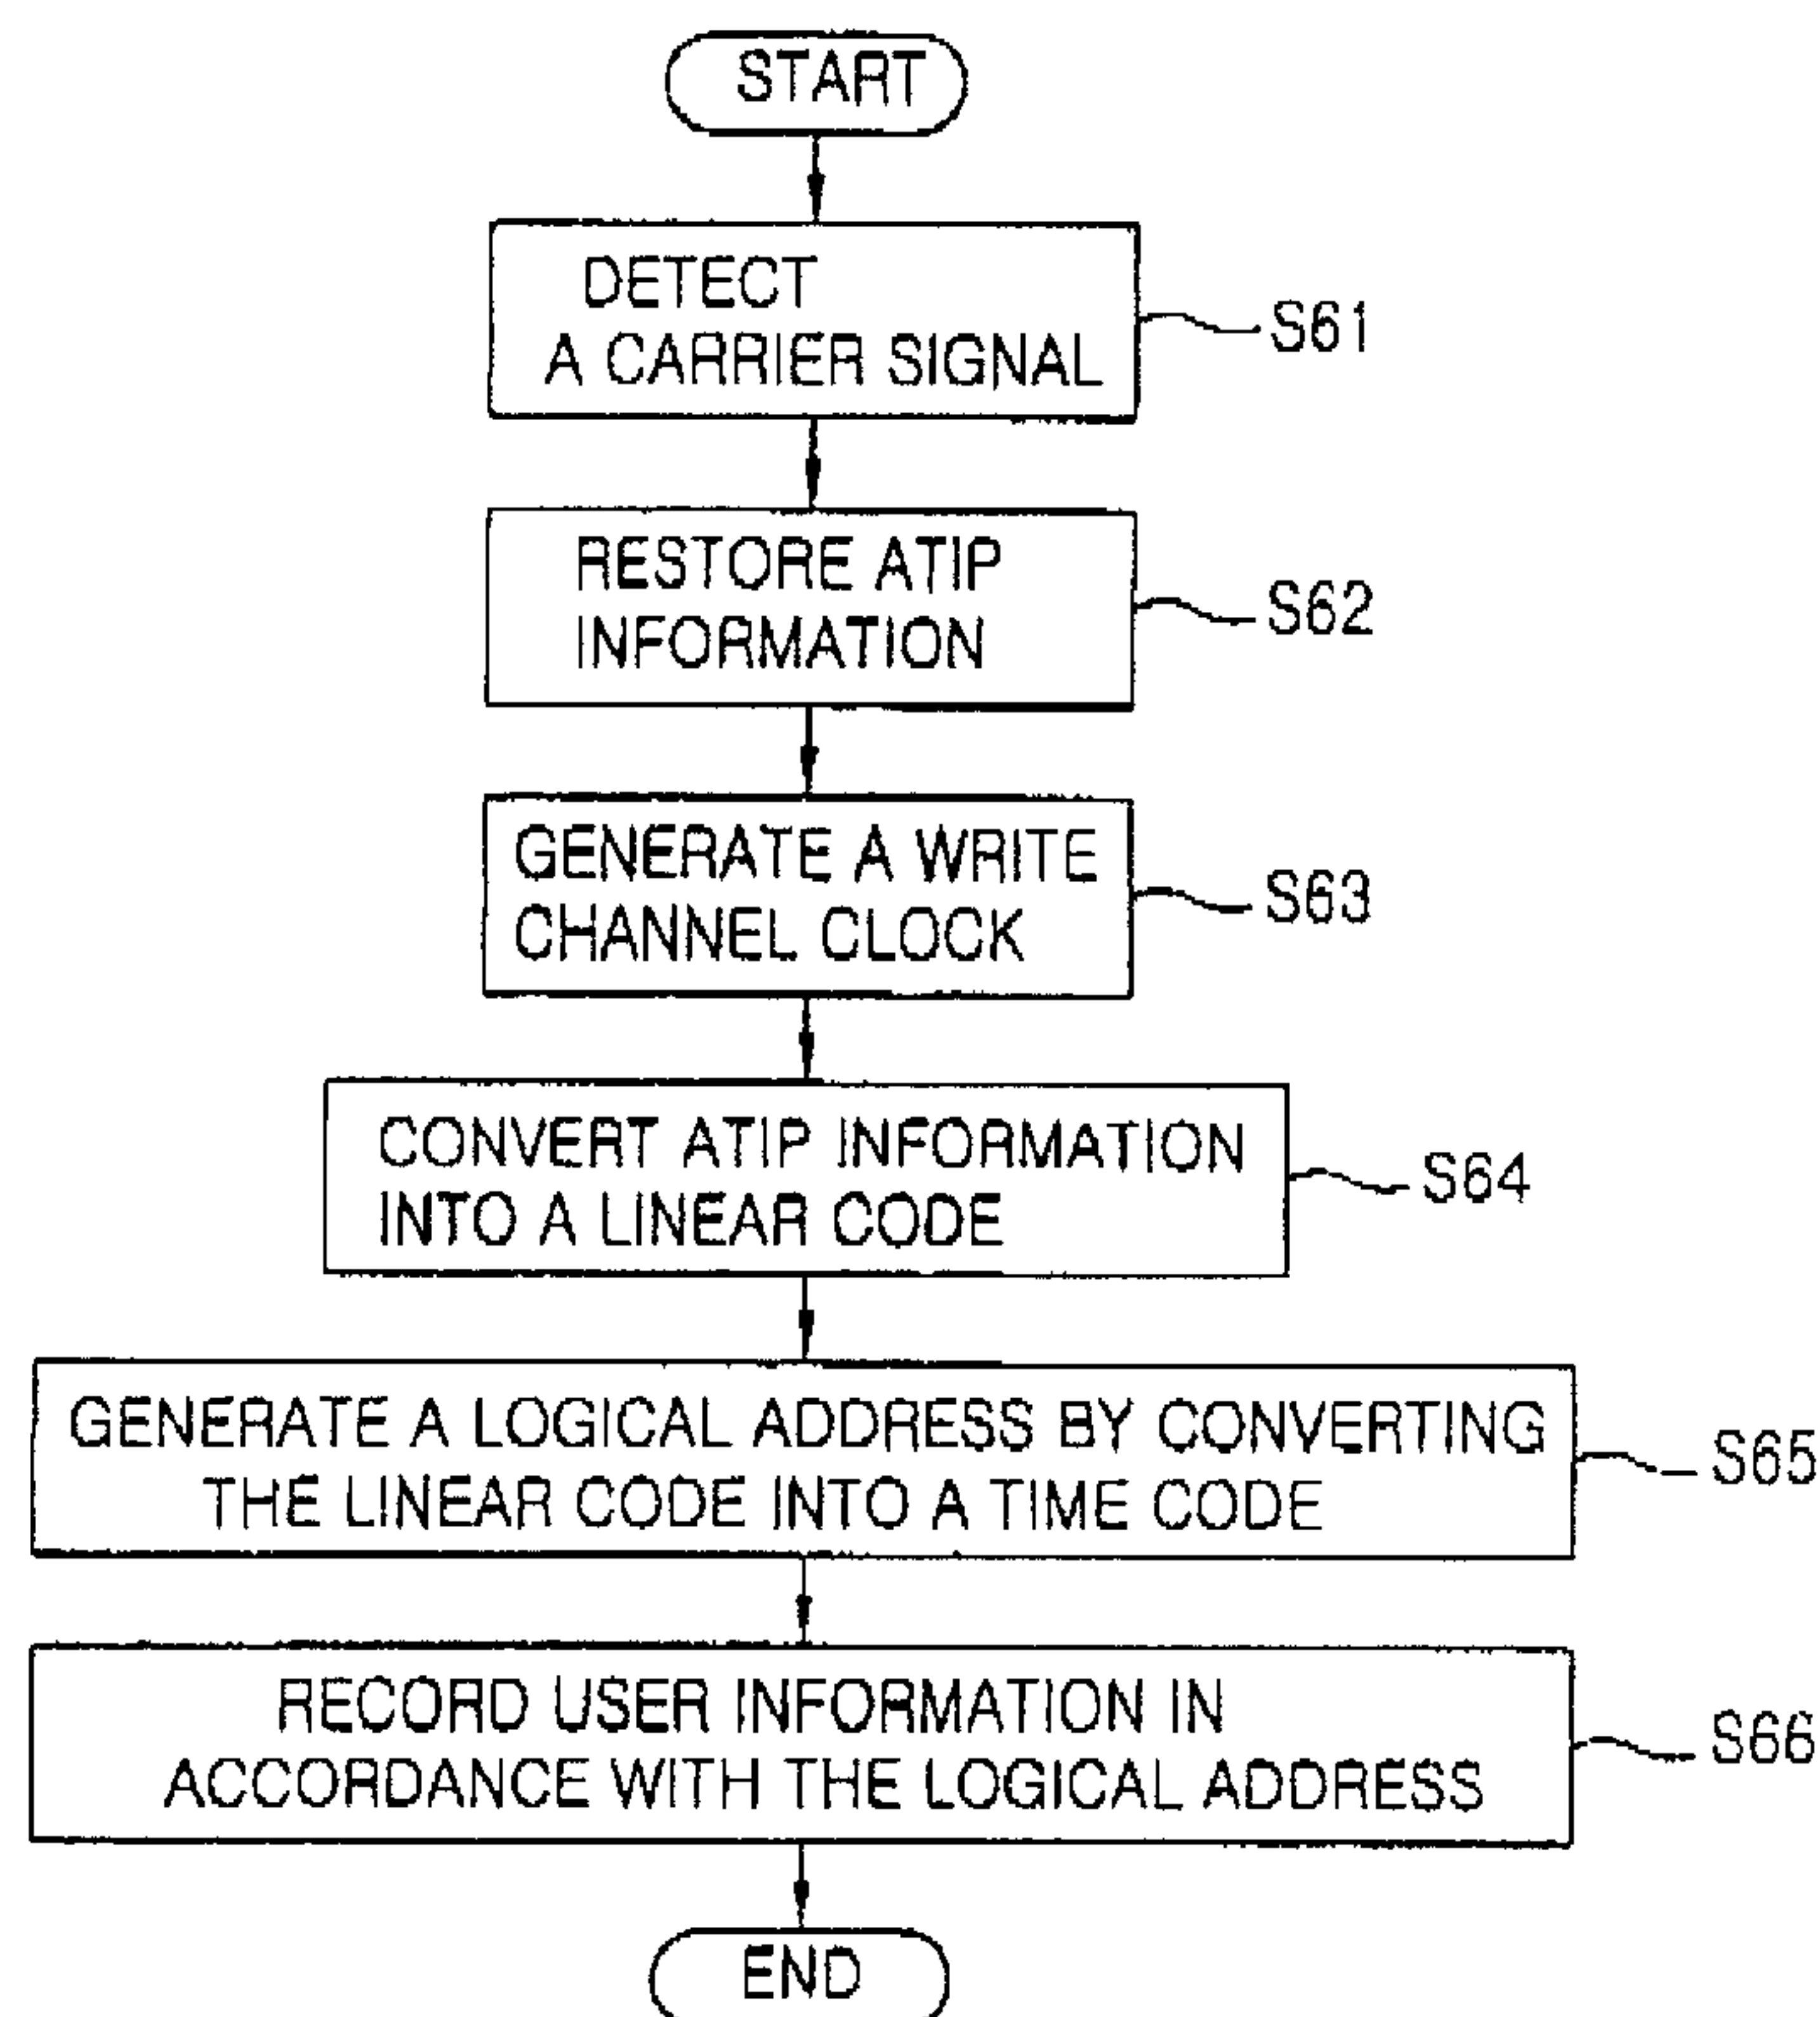 START
DETECT
A CARRIER SIGNAL
S61
RESTORE ATIP
INFORMATION
S62
GENERATE A WRITE
CHANNEL CLOCK
S63
CONVERT ATIP INFORMATION
INTO A LINEAR CODE
S64
GENERATE A LOGICAL ADDRESS BY CONVERTING
THE LINEAR CODE INTO A TIME CODE
S65
RECORD USER INFORMATION IN
ACCORDANCE WITH THE LOGICAL ADDRESS
S66
END